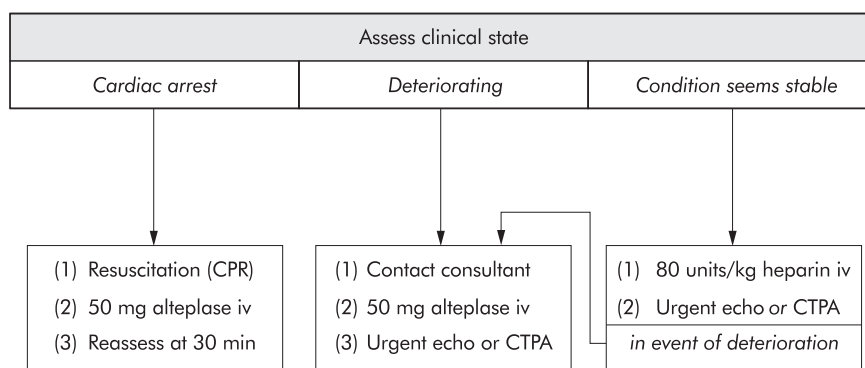 Assess clinical state
Cardiac arrest
Deteriorating
Condition seems stable
(1) Resuscitation (CPR)
(2) 50 mg alteplase iv
(3) Reassess at 30 min
(1) Contact consultant
(2) 50 mg alteplase iv
(3) Urgent echo or CTPA
(1) 80 units/kg heparin iv
(2) Urgent echo or CTPA
in event of deterioration